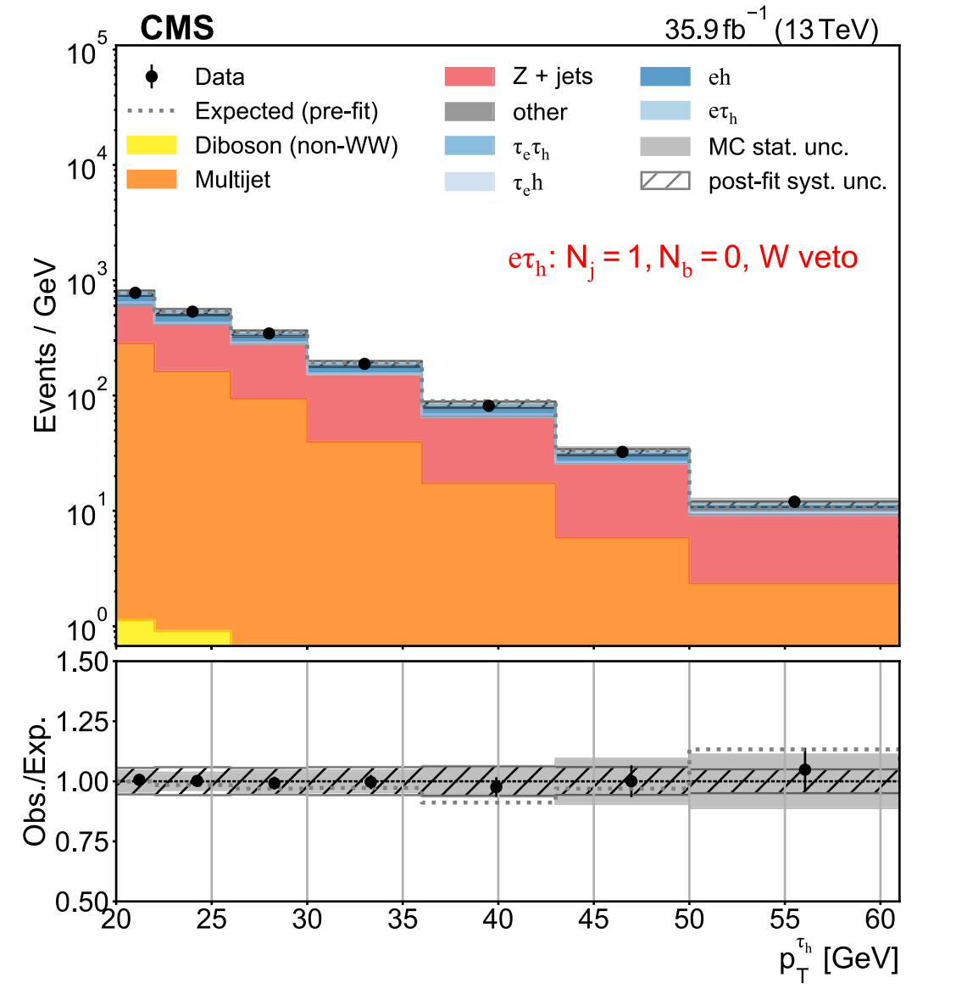 CMS 35.9 fb⁻¹ (13 TeV)
Data
Expected (pre-fit)
Diboson (non-WW)
Multijet
Z + jets
other
τₑτₕ
τₑh
eh
eτₕ
MC stat. unc.
post-fit syst. unc.
eτₕ: Nⱼ = 1, N_b = 0, W veto
Events / GeV
10⁵
10⁴
10³
10²
10¹
10⁰
Obs./Exp.
1.50
1.25
1.00
0.75
0.50
20 25 30 35 40 45 50 55 60
p_T^τₕ [GeV]